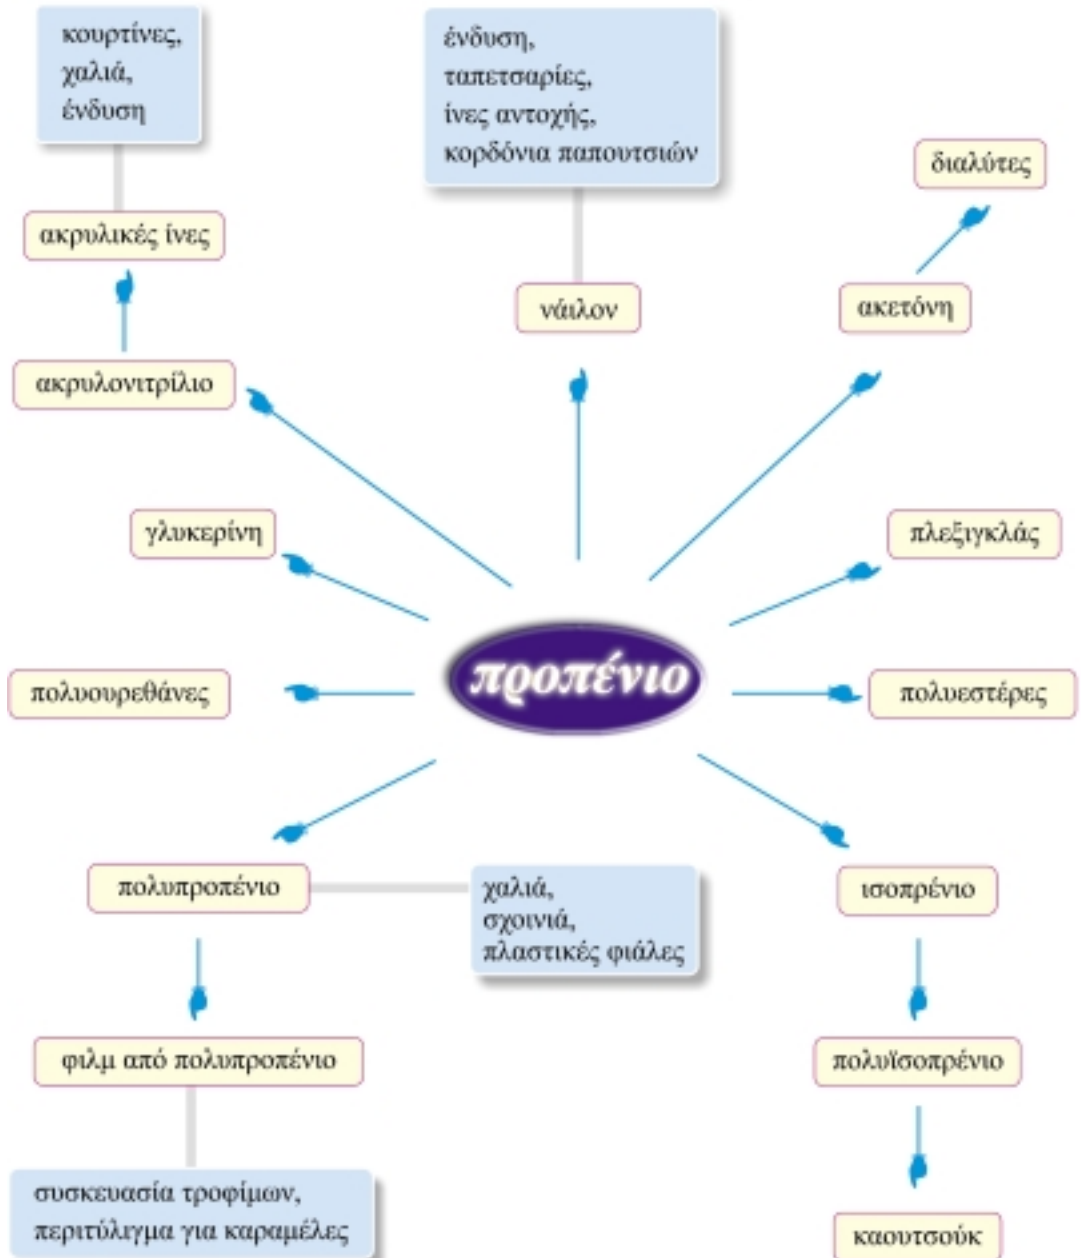 κουρτίνες,
χαλιά,
ένδυση
ένδυση,
ταπετσαρίες,
ίνες αντοχής,
κορδόνια παπουτσιών
διαλύτες
ακρυλικές ίνες
νάιλον
ακετόνη
ακρυλονιτρίλιο
γλυκερίνη
πλεξιγκλάς
προπένιο
πολυουρεθάνες
πολυεστέρες
πολυπροπένιο
χαλιά,
σχοινιά,
πλαστικές φιάλες
ισοπρένιο
φιλμ από πολυπροπένιο
πολυϊσοπρένιο
συσκευασία τροφίμων,
περιτύλιγμα για καραμέλες
καουτσούκ